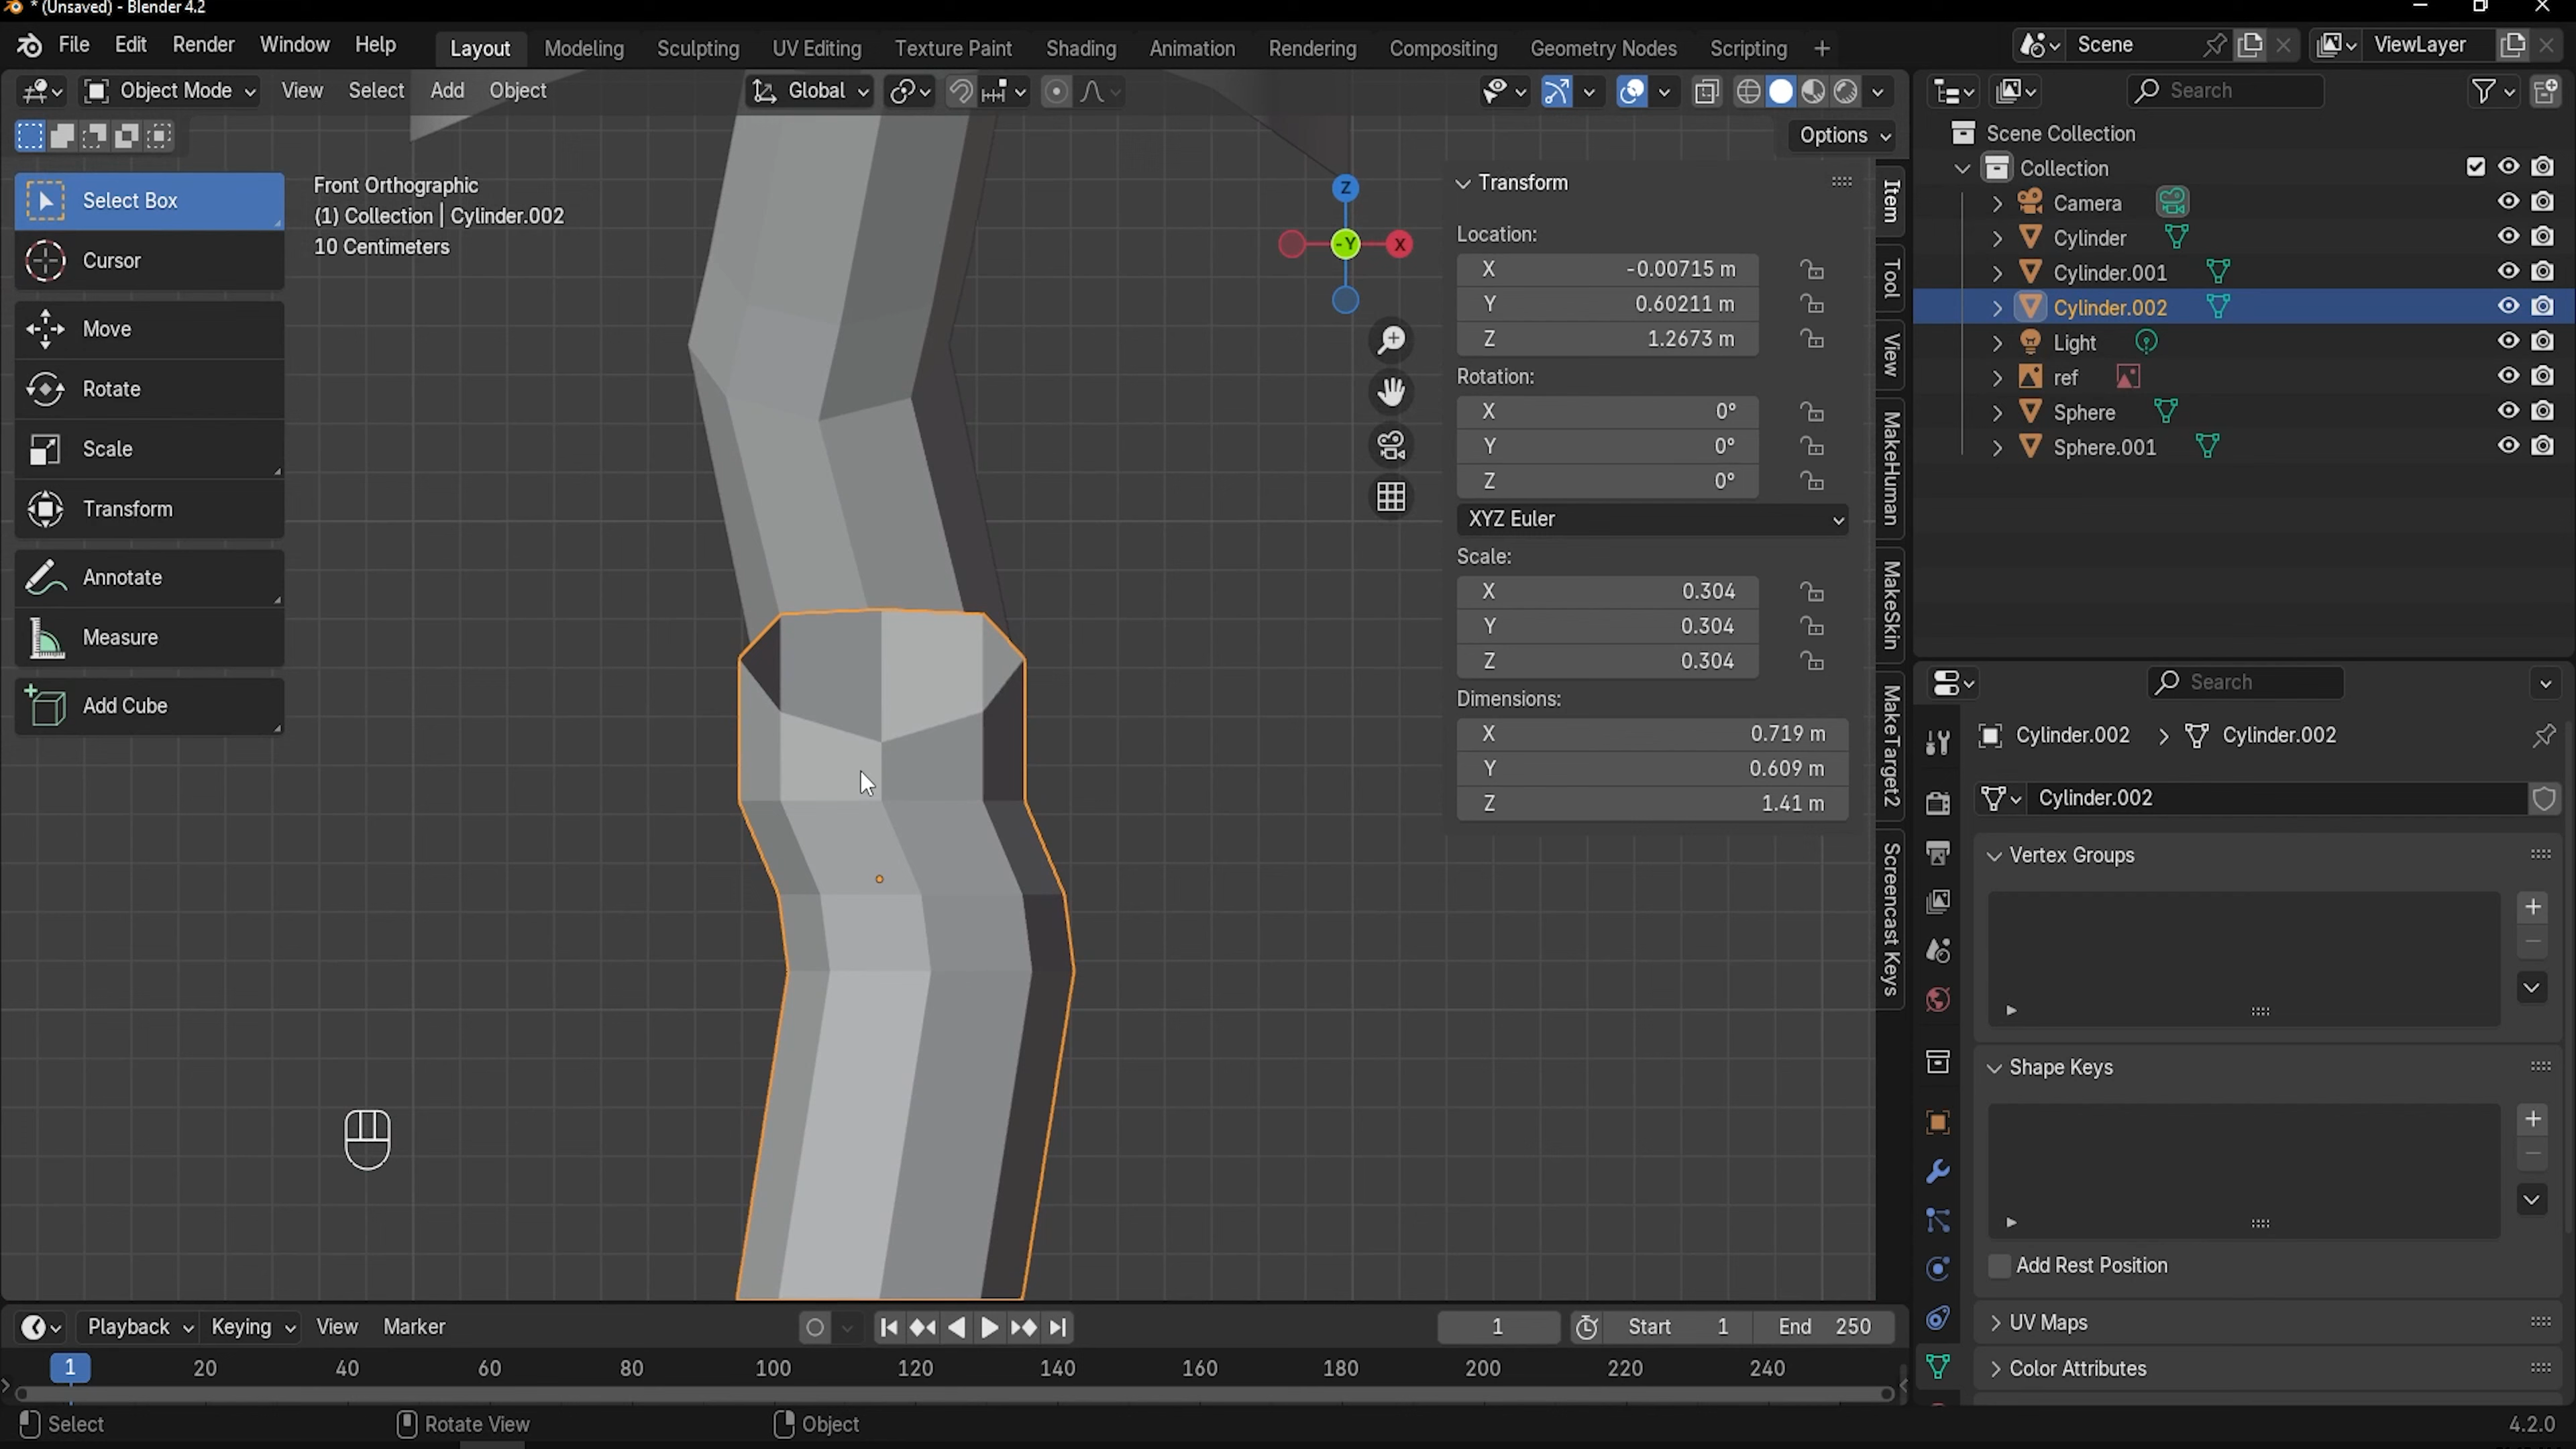 * (Unsaved) - Blender 4.2
File Edit Render Window Help
Layout Modeling Sculpting UV Editing Texture Paint Shading Animation Rendering Compositing Geometry Nodes Scripting +
Scene
ViewLayer
Object Mode View Select Add Object
Global
Options
Search
Select Box
Cursor
Move
Rotate
Scale
Transform
Annotate
Measure
Add Cube
Front Orthographic
(1) Collection | Cylinder.002
10 Centimeters
Z
-Y
X
Transform
Location:
X -0.00715 m
Y 0.60211 m
Z 1.2673 m
Rotation:
X 0°
Y 0°
Z 0°
XYZ Euler
Scale:
X 0.304
Y 0.304
Z 0.304
Dimensions:
X 0.719 m
Y 0.609 m
Z 1.41 m
Item
Tool
View
MakeHuman
MakeSkin
MakeTarget2
Screencast Keys
Scene Collection
Collection
Camera
Cylinder
Cylinder.001
Cylinder.002
Light
ref
Sphere
Sphere.001
Search
Cylinder.002 > Cylinder.002
Cylinder.002
Vertex Groups
Shape Keys
Add Rest Position
UV Maps
Color Attributes
Playback Keying View Marker
1
Start 1
End 250
1 20 40 60 80 100 120 140 160 180 200 220 240
Select
Rotate View
Object
4.2.0